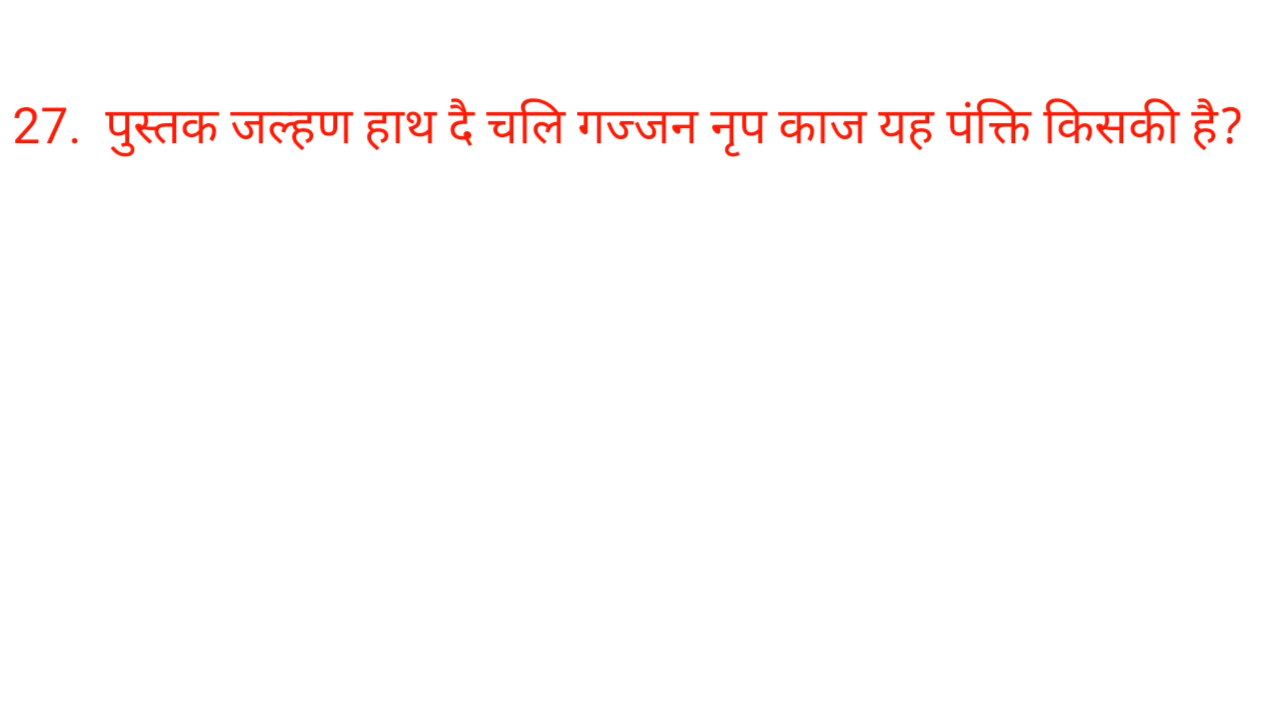 27. पुस्तक जल्हण हाथ दै चलि गज्जन नृप काज यह पंक्ति किसकी है?